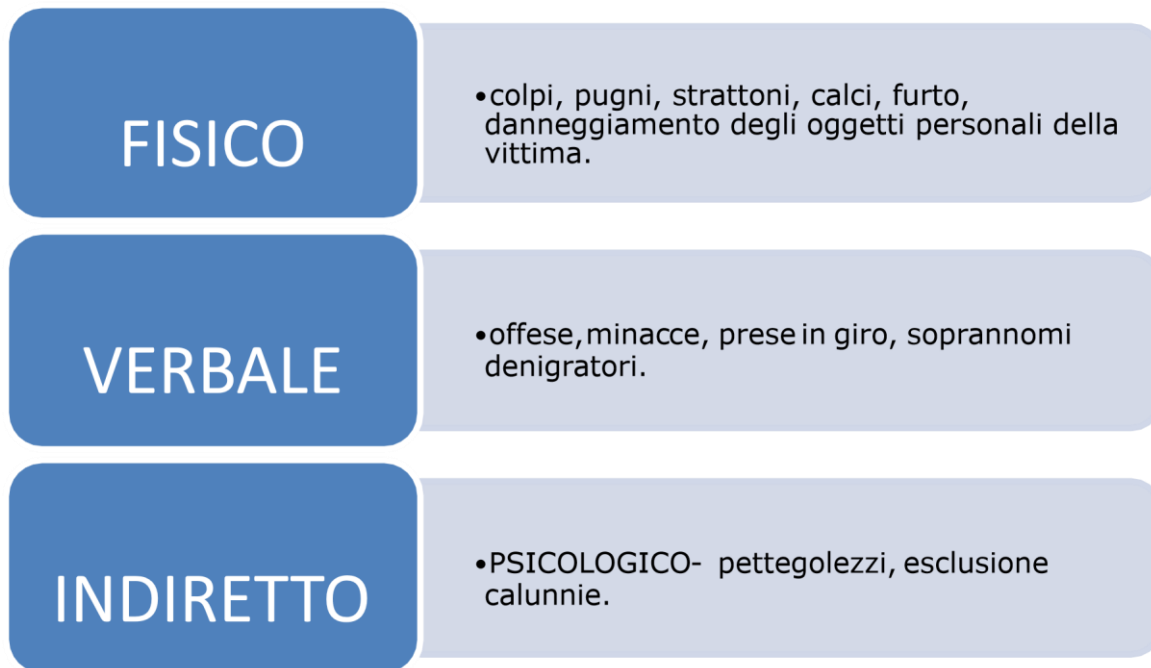 FISICO
•colpi, pugni, strattoni, calci, furto,
danneggiamento degli oggetti personali della
vittima.
VERBALE
•offese, minacce, prese in giro, soprannomi
denigratori.
INDIRETTO
•PSICOLOGICO- pettegolezzi, esclusione
calunnie.